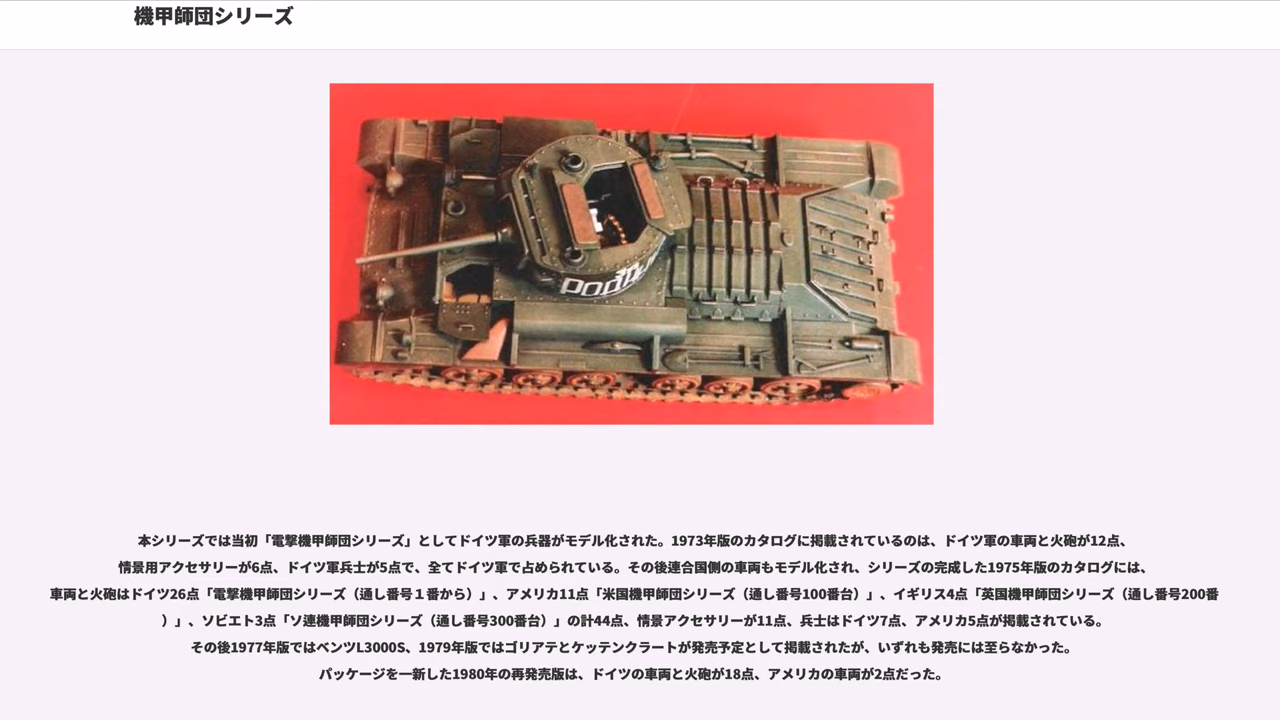 機甲師団シリーズ
本シリーズでは当初「電撃機甲師団シリーズ」としてドイツ軍の兵器がモデル化された。1973年版のカタログに掲載されているのは、ドイツ軍の車両と火砲が12点、
情景用アクセサリーが6点、ドイツ軍兵士が5点で、全てドイツ軍で占められている。その後連合国側の車両もモデル化され、シリーズの完成した1975年版のカタログには、
車両と火砲はドイツ26点「電撃機甲師団シリーズ（通し番号１番から）」、アメリカ11点「米国機甲師団シリーズ（通し番号100番台）」、イギリス4点「英国機甲師団シリーズ（通し番号200番
）」、ソビエト3点「ソ連機甲師団シリーズ（通し番号300番台）」の計44点、情景アクセサリーが11点、兵士はドイツ7点、アメリカ5点が掲載されている。
その後1977年版ではベンツL3000S、1979年版ではゴリアテとケッテンクラートが発売予定として掲載されたが、いずれも発売には至らなかった。
パッケージを一新した1980年の再発売版は、ドイツの車両と火砲が18点、アメリカの車両が2点だった。